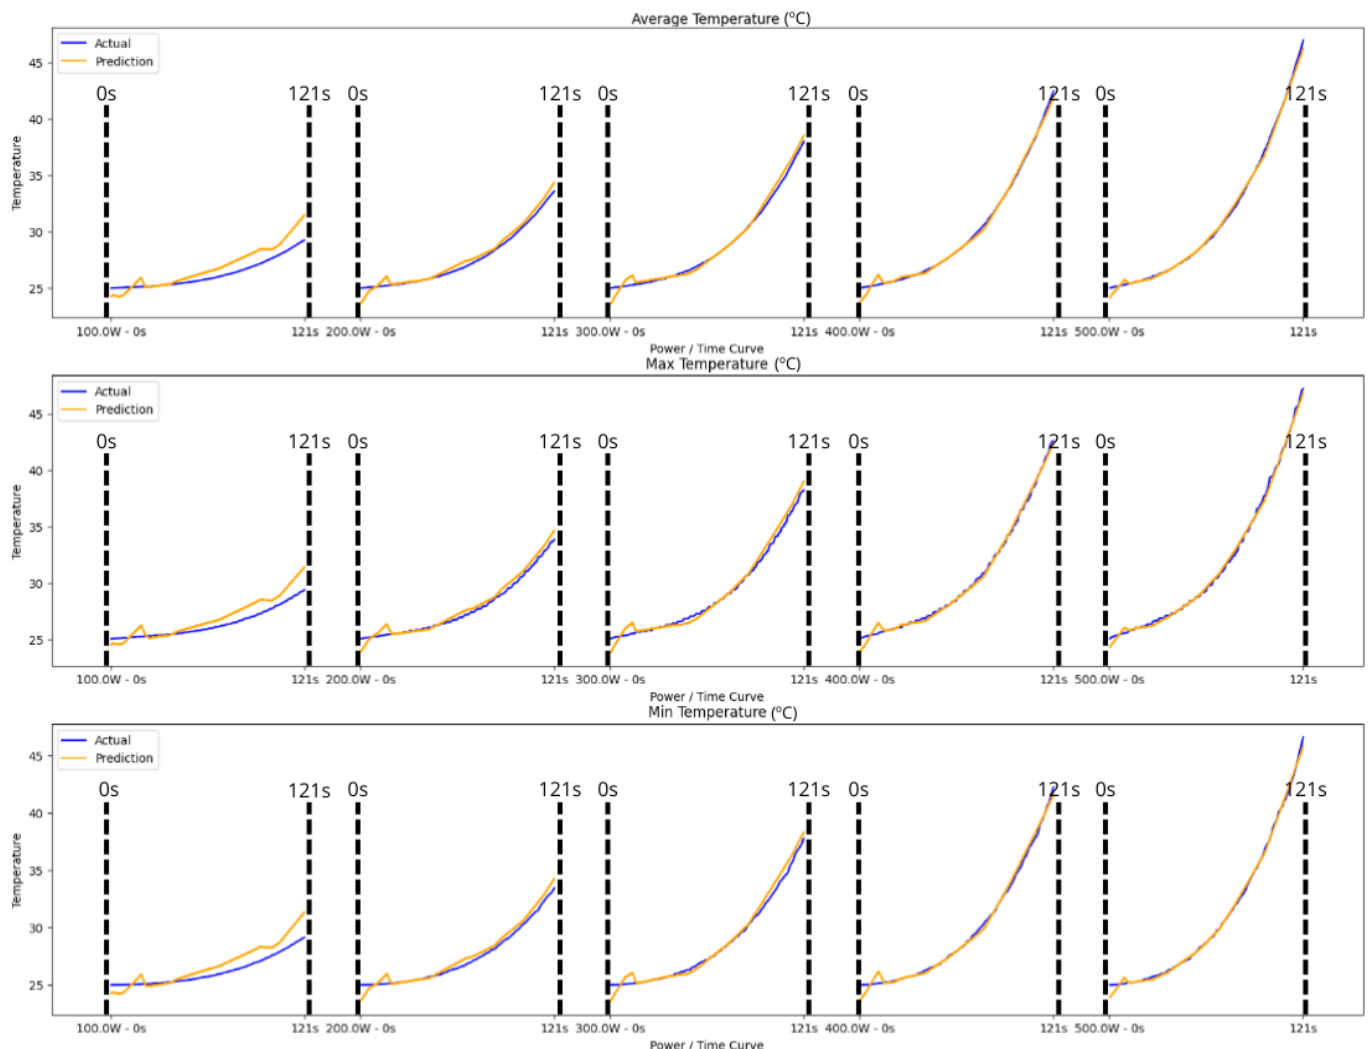 Average Temperature (°C)
Actual
Prediction
45
40
35
30
25
Temperature
0s 121s 0s 121s 0s 121s 0s 121s 0s 121s
100.0W - 0s 121s 200.0W - 0s 121s 300.0W - 0s 121s 400.0W - 0s 121s 500.0W - 0s 121s
Power / Time Curve
Max Temperature (°C)
Actual
Prediction
45
40
35
30
25
Temperature
0s 121s 0s 121s 0s 121s 0s 121s 0s 121s
100.0W - 0s 121s 200.0W - 0s 121s 300.0W - 0s 121s 400.0W - 0s 121s 500.0W - 0s 121s
Power / Time Curve
Min Temperature (°C)
Actual
Prediction
45
40
35
30
25
Temperature
0s 121s 0s 121s 0s 121s 0s 121s 0s 121s
100.0W - 0s 121s 200.0W - 0s 121s 300.0W - 0s 121s 400.0W - 0s 121s 500.0W - 0s 121s
Power / Time Curve